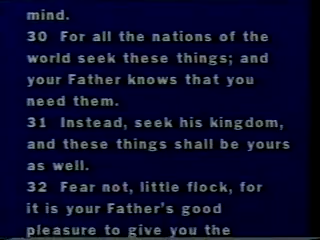 mind.
30 For all the nations of the
world seek these things; and
your Father knows that you
need them.
31 Instead, seek his kingdom,
and these things shall be yours
as well.
32 Fear not, little flock, for
it is your Father's good
pleasure to give you the